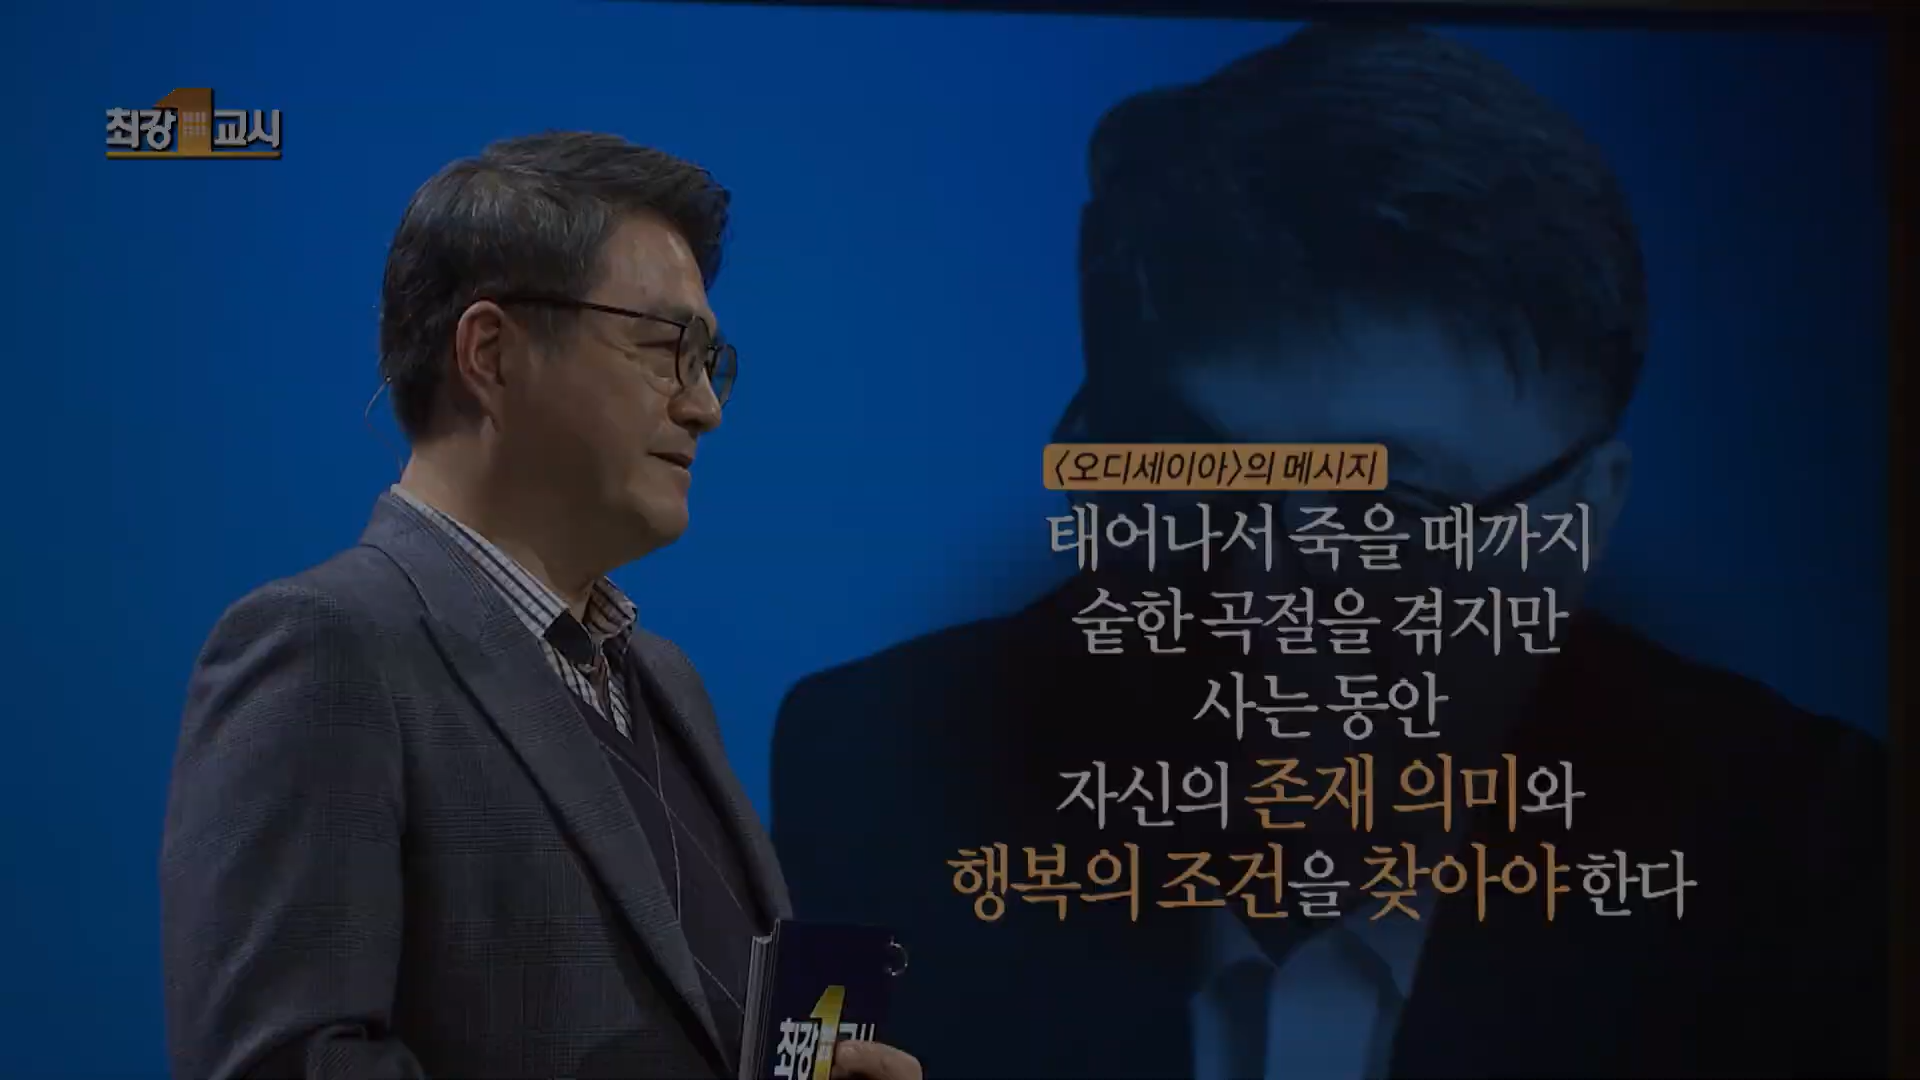 최강1교시
<오디세이아>의 메시지
태어나서 죽을 때까지
숱한 곡절을 겪지만
사는 동안
자신의 존재 의미와
행복의 조건을 찾아야 한다
최강1교시